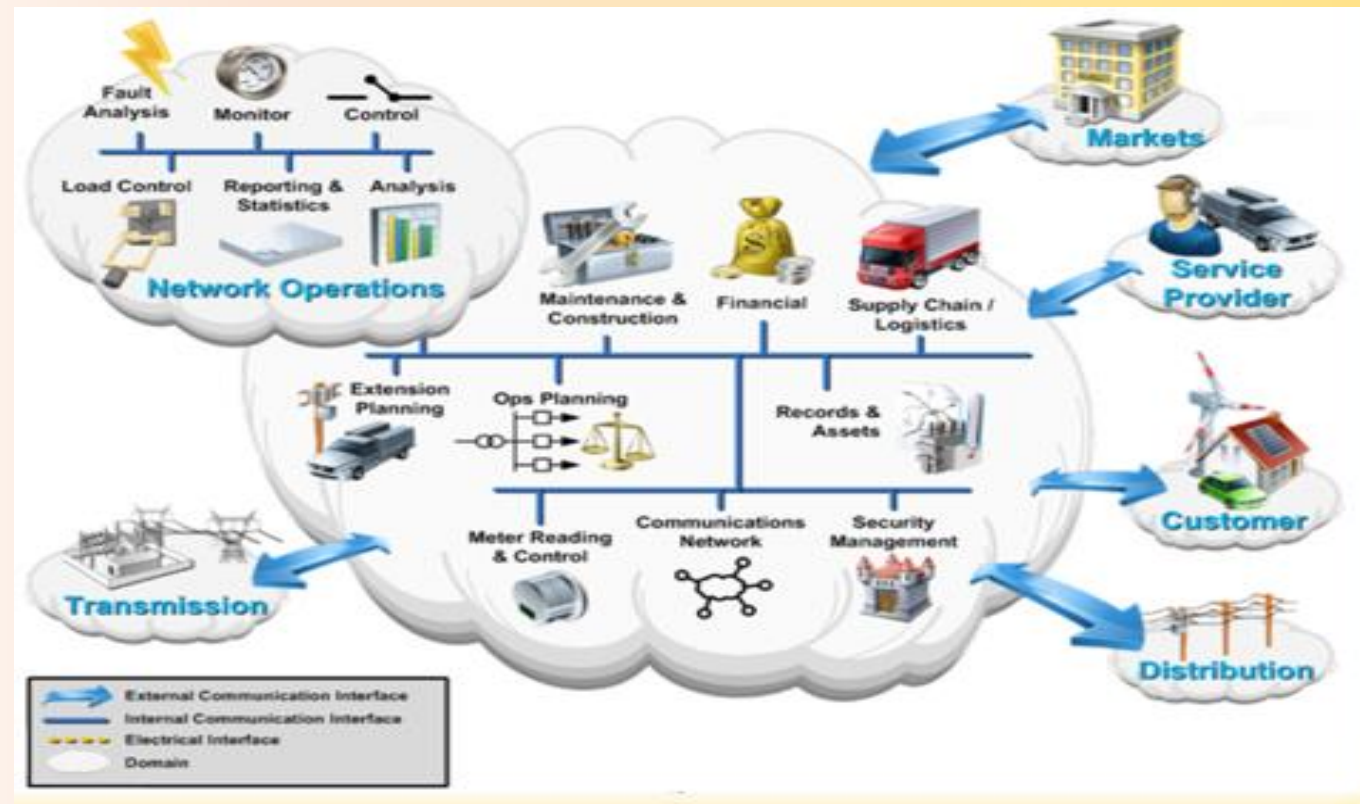 Fault
Analysis
Monitor
Control
Load Control
Reporting &
Statistics
Analysis
Network Operations
Maintenance &
Construction
Financial
Supply Chain /
Logistics
Extension
Planning
Ops Planning
Records &
Assets
Meter Reading
& Control
Communications
Network
Security
Management
Markets
Service
Provider
Customer
Distribution
Transmission
External Communication Interface
Internal Communication Interface
Electrical Interface
Domain